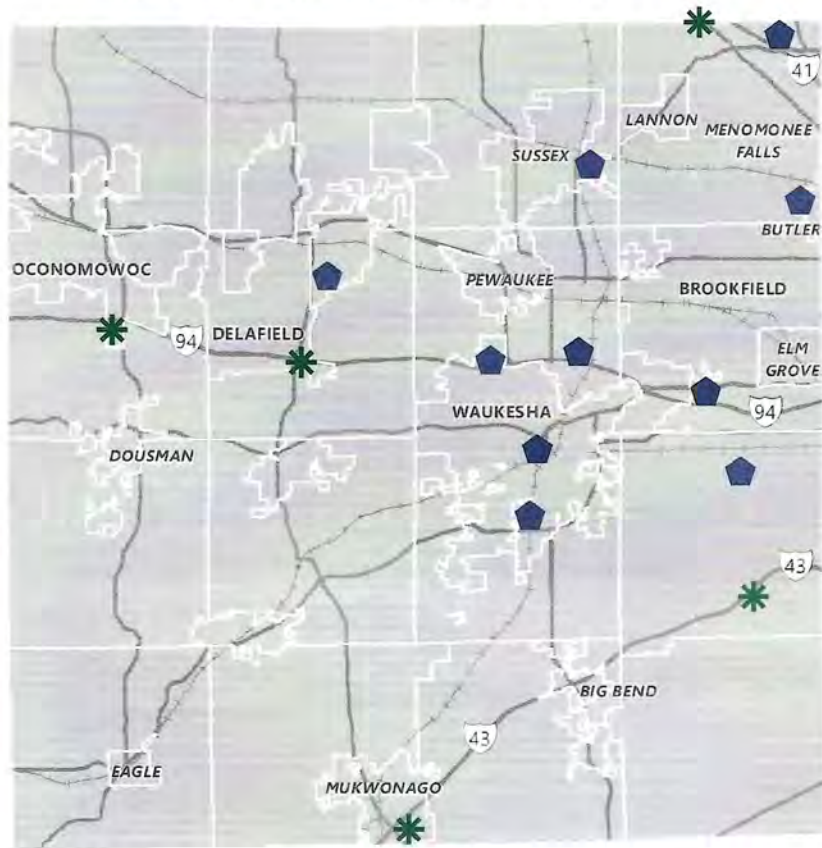 41
LANNON
MENOMONEE
FALLS
SUSSEX
BUTLER
OCONOMOWOC
PEWAUKEE
BROOKFIELD
94
DELAFIELD
ELM
GROVE
WAUKESHA
94
DOUSMAN
43
BIG BEND
43
EAGLE
MUKWONAGO